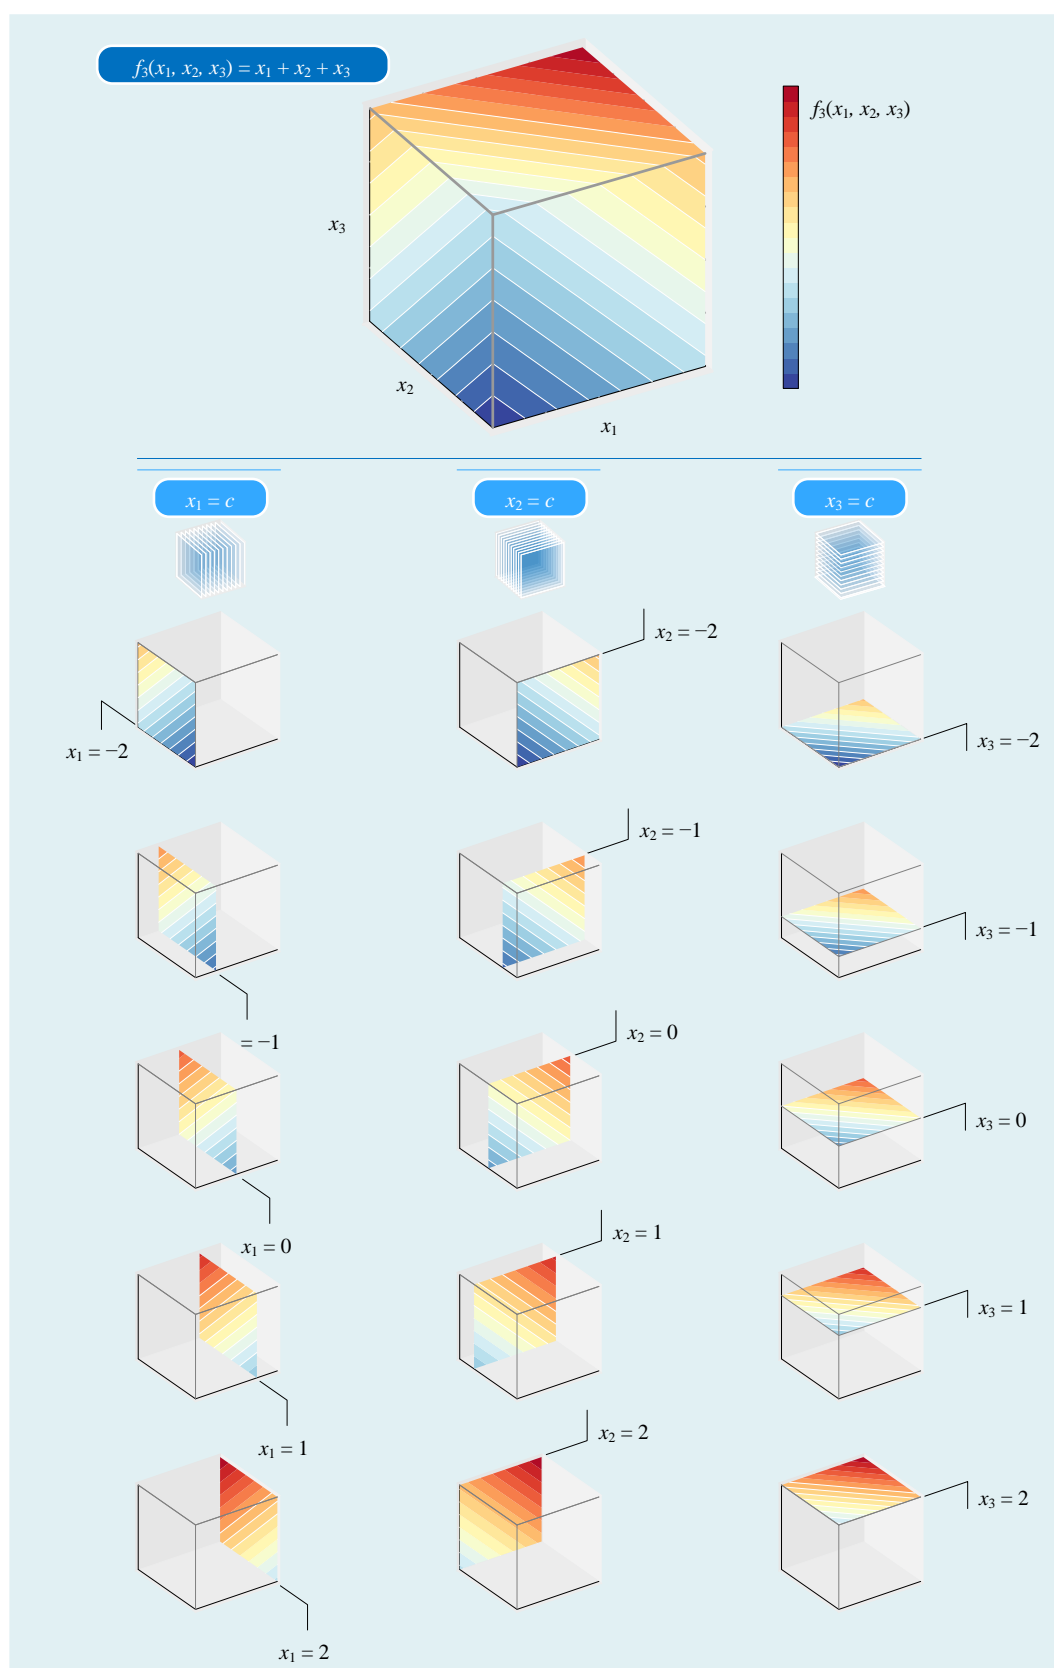 f₃(x₁, x₂, x₃) = x₁ + x₂ + x₃
f₃(x₁, x₂, x₃)
x₃
x₂
x₁
x₁ = c
x₂ = c
x₃ = c
x₂ = −2
x₁ = −2
x₃ = −2
x₂ = −1
x₃ = −1
= −1
x₂ = 0
x₃ = 0
x₁ = 0
x₂ = 1
x₃ = 1
x₁ = 1
x₂ = 2
x₃ = 2
x₁ = 2